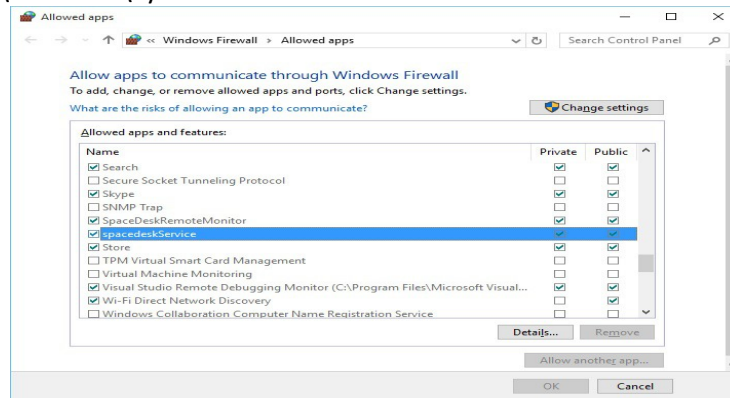 Allowed apps
« Windows Firewall > Allowed apps
Search Control Panel
Allow apps to communicate through Windows Firewall
To add, change, or remove allowed apps and ports, click Change settings.
What are the risks of allowing an app to communicate?
Change settings
Allowed apps and features:
Name Private Public
Search
Secure Socket Tunneling Protocol
Skype
SNMP Trap
SpaceDeskRemoteMonitor
spacedeskService
Store
TPM Virtual Smart Card Management
Virtual Machine Monitoring
Visual Studio Remote Debugging Monitor (C:\Program Files\Microsoft Visual...
Wi-Fi Direct Network Discovery
Windows Collaboration Computer Name Registration Service
Details... Remove
Allow another app...
OK Cancel